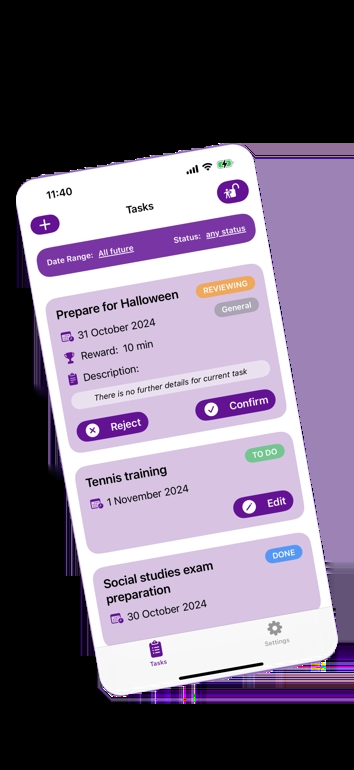 11:40
Tasks
Date Range: All future Status: any status
Prepare for Halloween REVIEWING
General
31 October 2024
Reward: 10 min
Description:
There is no further details for current task
Reject Confirm
Tennis training TO DO
1 November 2024
Edit
Social studies exam DONE
preparation
30 October 2024
Tasks Settings